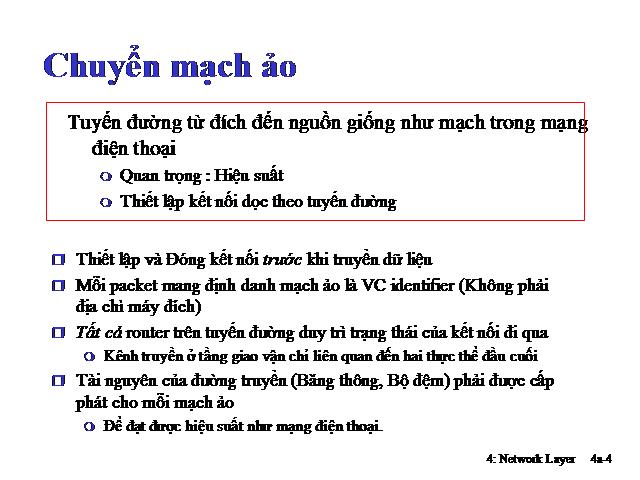 Chuyển mạch ảo
Tuyến đường từ đích đến nguồn giống như mạch trong mạng
điện thoại
Quan trọng : Hiệu suất
Thiết lập kết nối dọc theo tuyến đường
Thiết lập và Đóng kết nối trước khi truyền dữ liệu
Mỗi packet mang định danh mạch ảo là VC identifier (Không phải
địa chỉ máy đích)
Tất cả router trên tuyến đường duy trì trạng thái của kết nối đi qua
Kênh truyền ở tầng giao vận chỉ liên quan đến hai thực thể đầu cuối
Tài nguyên của đường truyền (Băng thông, Bộ đệm) phải được cấp
phát cho mỗi mạch ảo
Để đạt được hiệu suất như mạng điện thoại.
4: Network Layer 4a-4